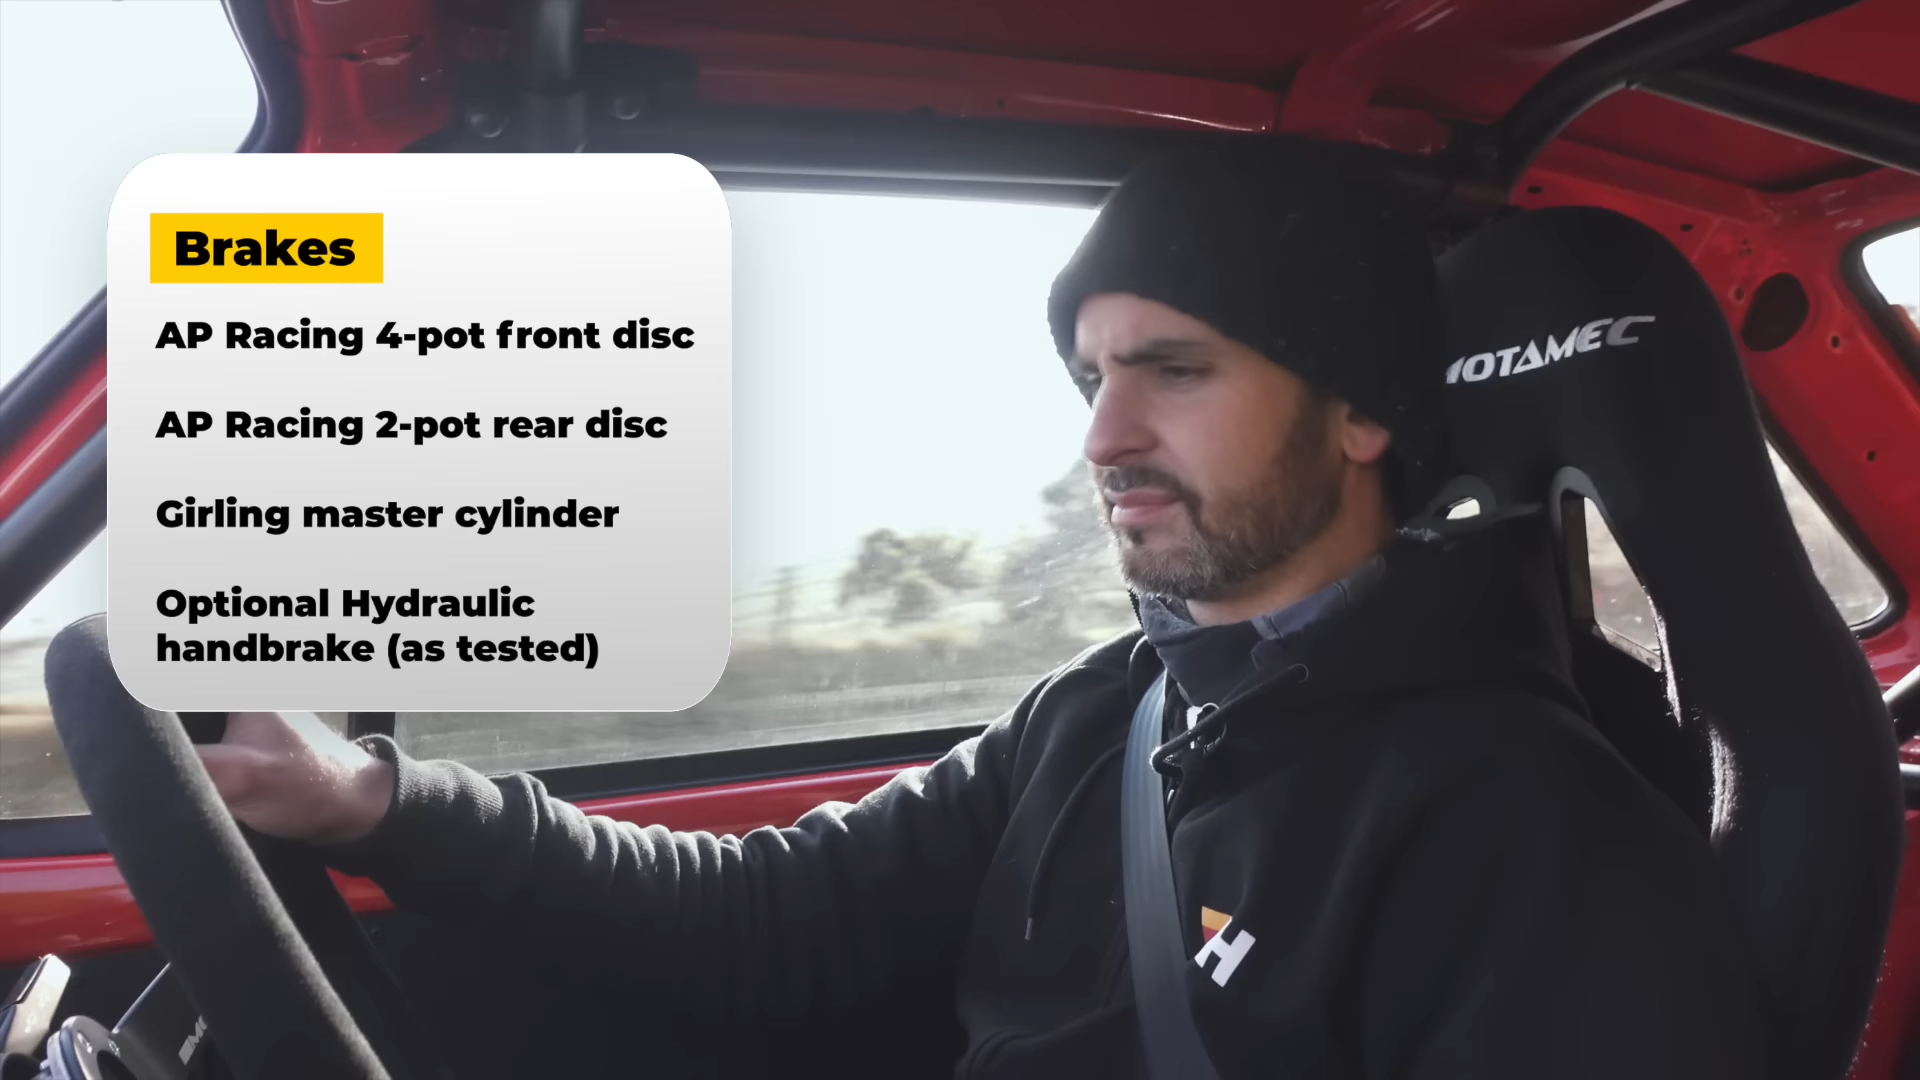 Brakes
AP Racing 4-pot front disc
AP Racing 2-pot rear disc
Girling master cylinder
Optional Hydraulic
handbrake (as tested)
MOTAMEC
H